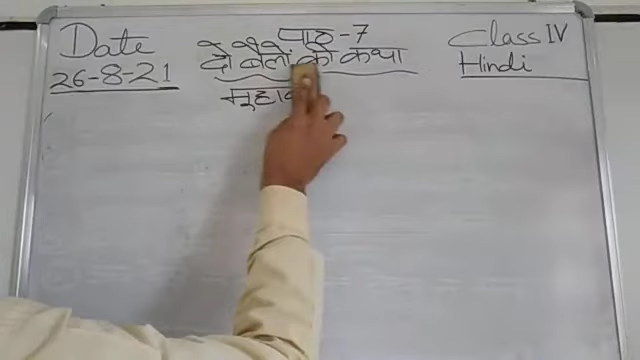 Date
26-8-21
पाठ-7
दो बैलों की कथा
Class IV
Hindi